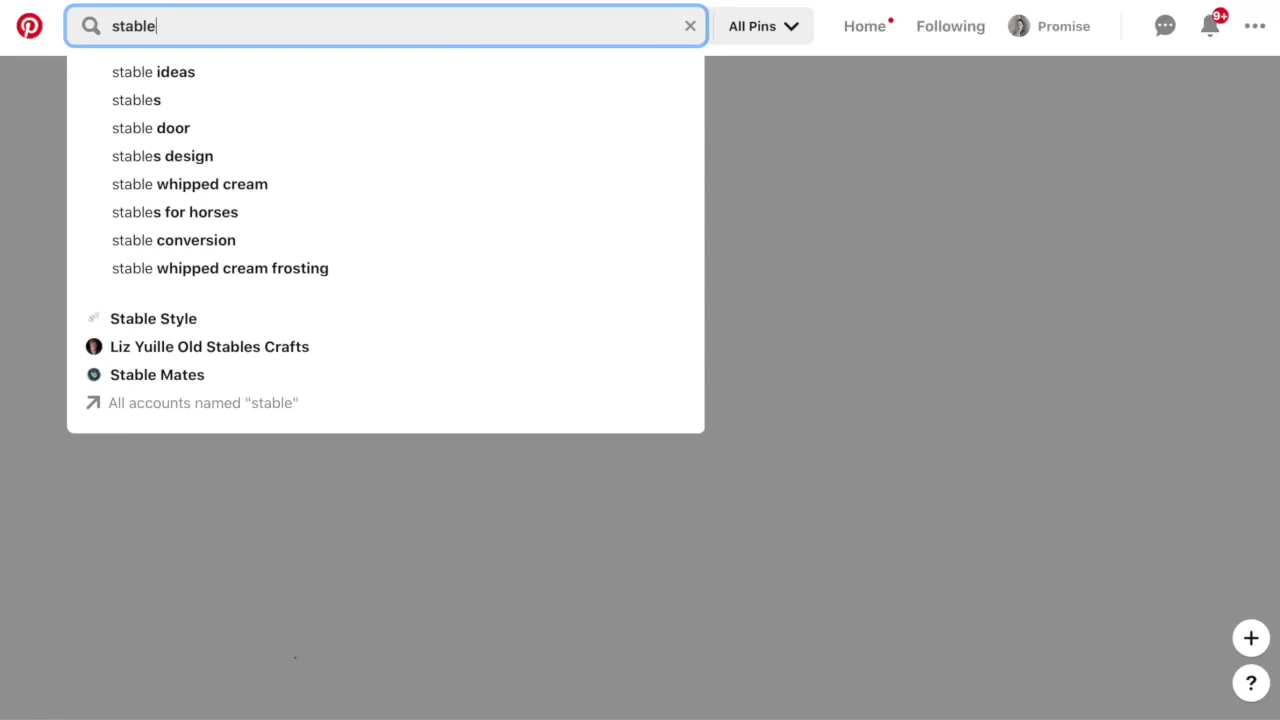 stable
All Pins
Home
Following
Promise
9+
stable ideas
stables
stable door
stables design
stable whipped cream
stables for horses
stable conversion
stable whipped cream frosting
Stable Style
Liz Yuille Old Stables Crafts
Stable Mates
All accounts named "stable"
+
?